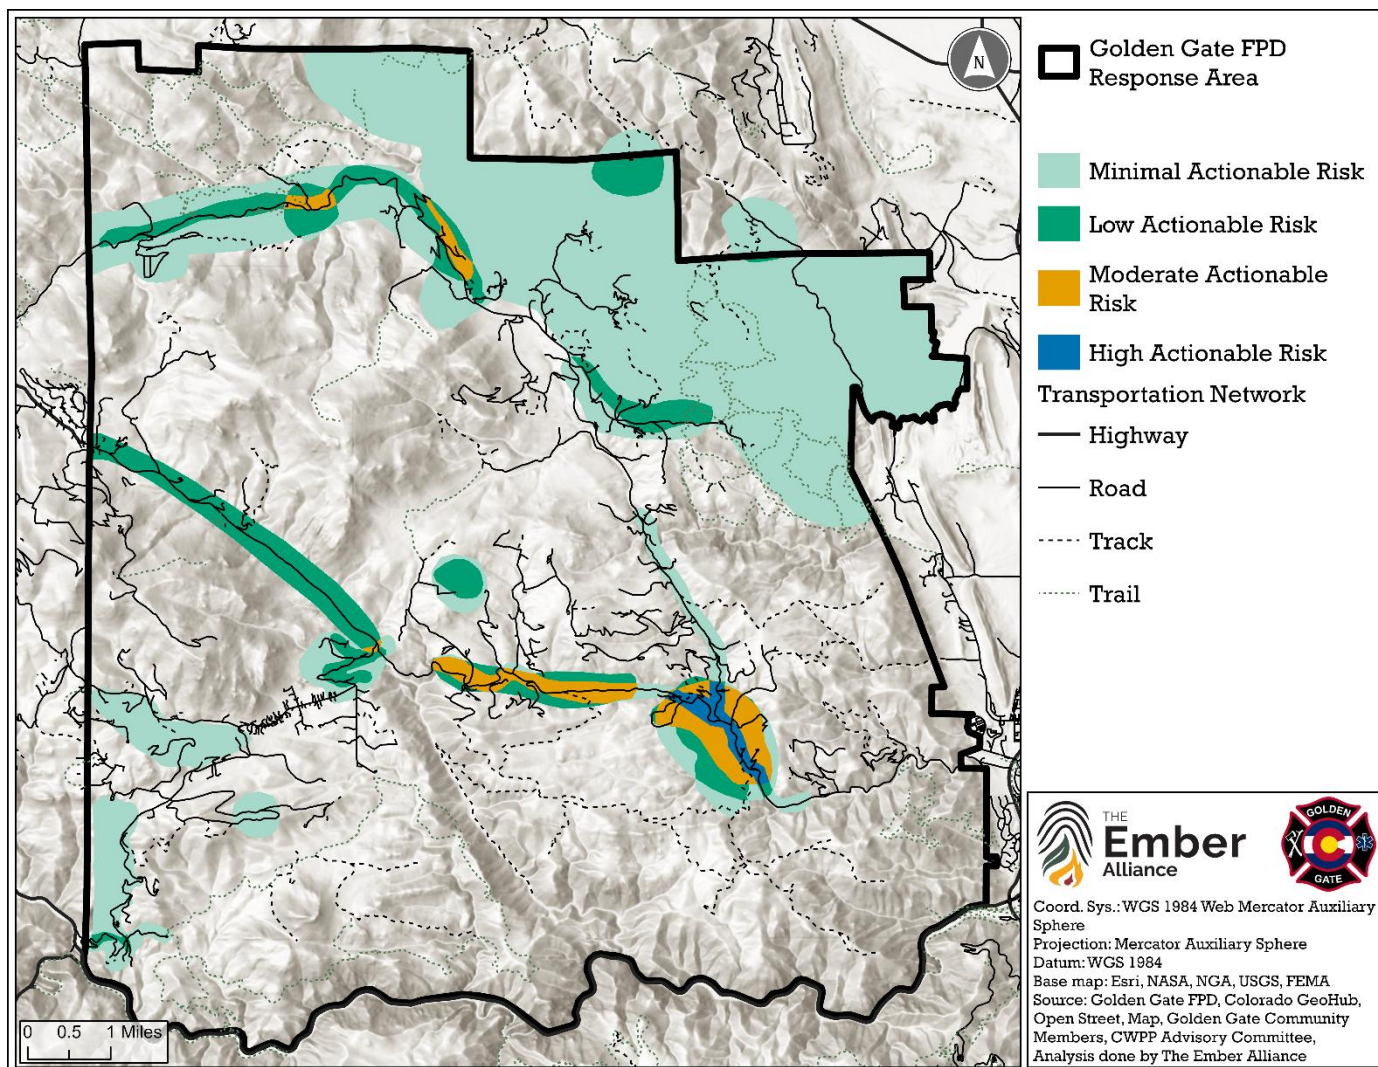 N
Golden Gate FPD
Response Area
Minimal Actionable Risk
Low Actionable Risk
Moderate Actionable
Risk
High Actionable Risk
Transportation Network
Highway
Road
Track
Trail
0 0.5 1 Miles
THE
Ember
Alliance
GOLDEN
GATE
Coord. Sys.: WGS 1984 Web Mercator Auxiliary
Sphere
Projection: Mercator Auxiliary Sphere
Datum: WGS 1984
Base map: Esri, NASA, NGA, USGS, FEMA
Source: Golden Gate FPD, Colorado GeoHub,
Open Street, Map, Golden Gate Community
Members, CWPP Advisory Committee,
Analysis done by The Ember Alliance